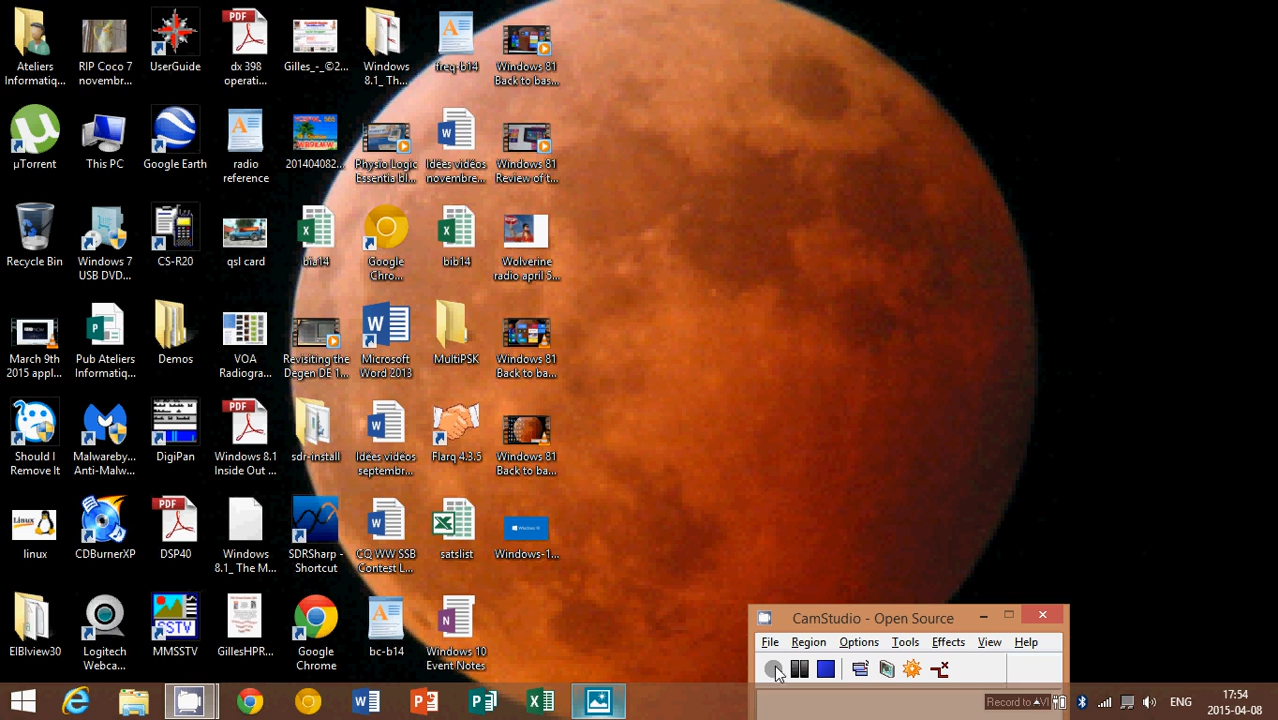 Ateliers
Informatiq...
RIP Coco 7
novembr...
UserGuide
dx 398
operati...
Gilles_-_©2...
Windows
8.1_ Th...
freq-b14
Windows 81
Back to bas...
µTorrent
This PC
Google Earth
radio
reference
201404082...
Physio Logic
Essentia bl...
Idées vidéos
novembre...
Windows 81
Review of t...
Recycle Bin
Windows 7
USB DVD...
CS-R20
qsl card
bia14
Google
Chro...
bib14
Wolverine
radio april 5...
March 9th
2015 appl...
Pub Ateliers
Informatiq...
Demos
VOA
Radiogra...
Revisiting the
Degen DE 1...
Microsoft
Word 2013
MultiPSK
Windows 81
Back to ba...
Should I
Remove It
Malwareby...
Anti-Malw...
DigiPan
Windows 8.1
Inside Out ...
sdr-install
Idées vidéos
septembr...
Flarq 4.3.5
Windows 81
Back to ba...
linux
CDBurnerXP
DSP40
Windows
8.1_ The M...
SDRSharp -
Shortcut
CQ WW SSB
Contest L...
satslist
Windows-1...
EIBIview30
Logitech
Webca...
MMSSTV
GillesHPR...
Google
Chrome
bc-b14
Windows 10
Event Notes
CamStudio - Open Source
File Region Options Tools Effects View Help
Record to AVI
ENG
17:54
2015-04-08